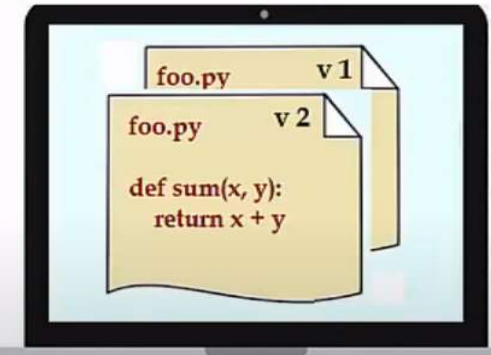 foo.py v 1
foo.py v 2
def sum(x, y):
return x + y